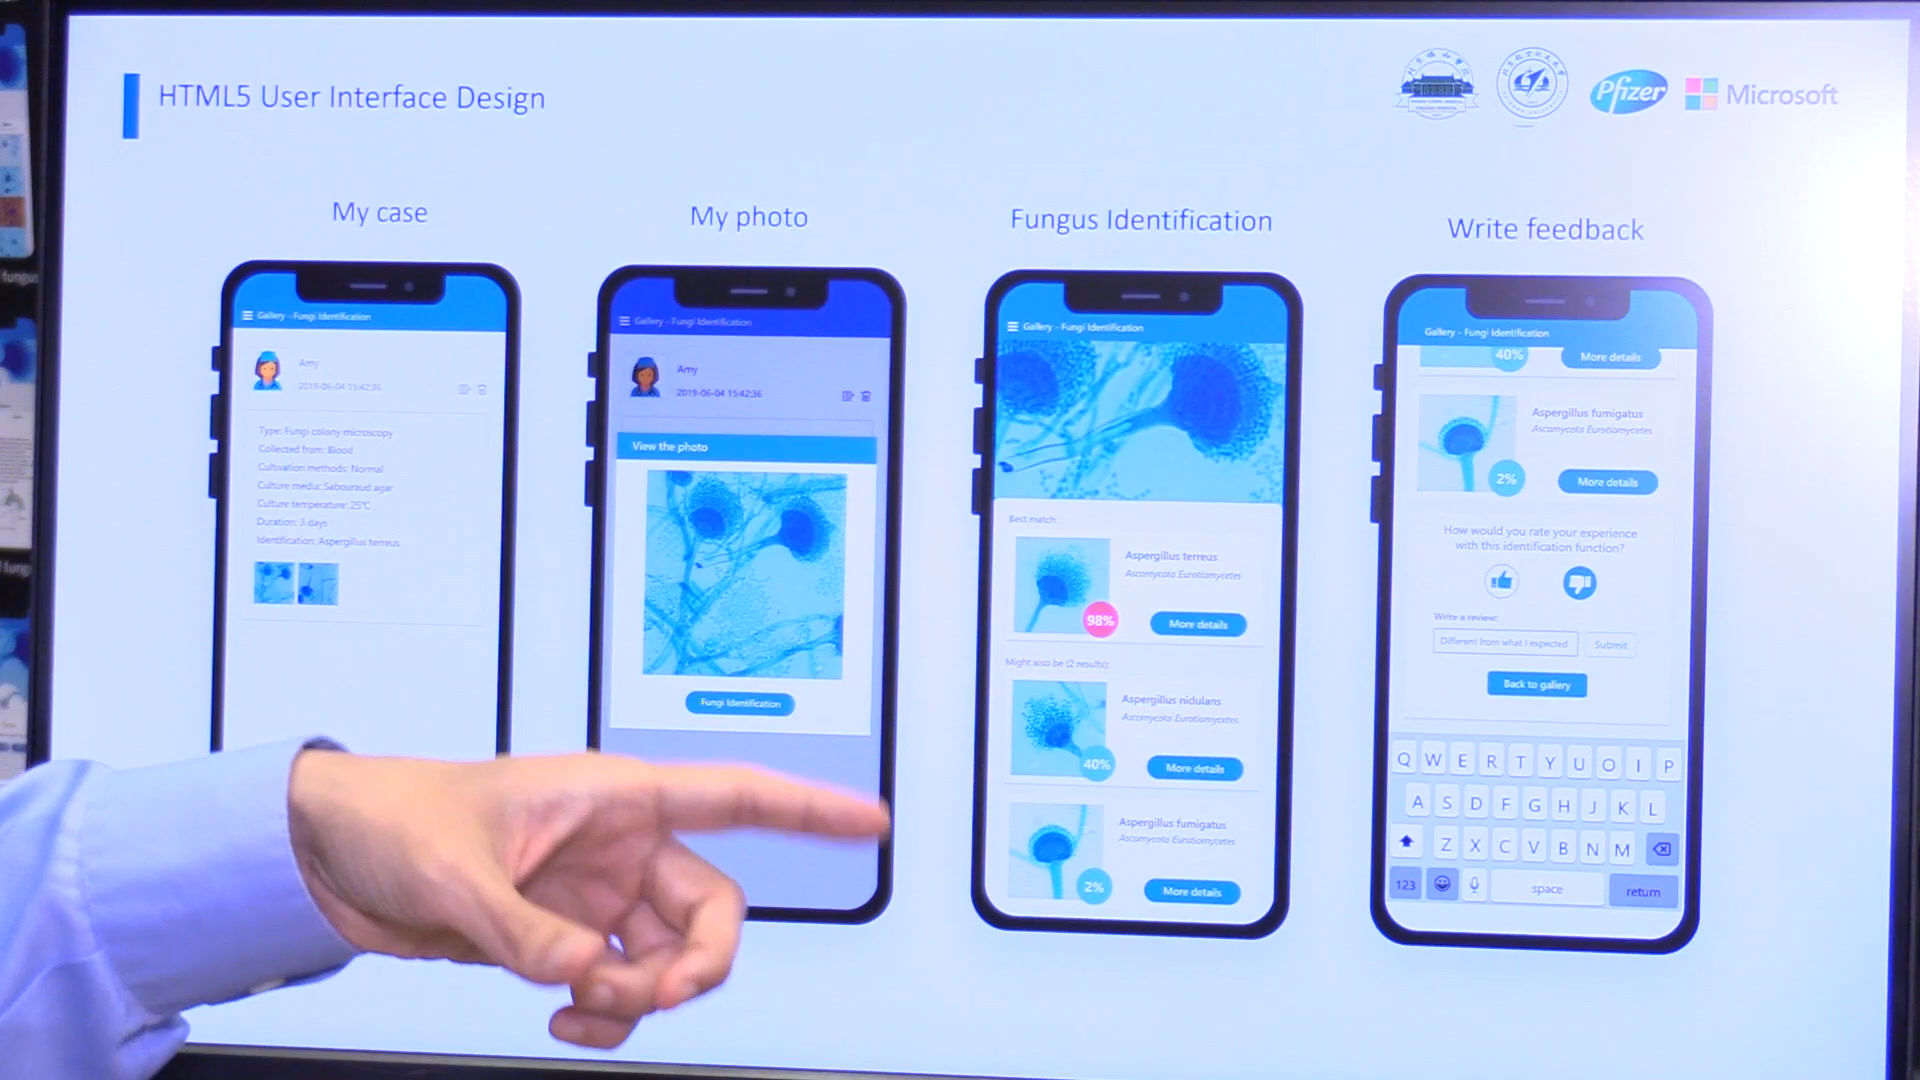 HTML5 User Interface Design
Pfizer
Microsoft
My case
My photo
Fungus Identification
Write feedback
Gallery - Fungi Identification
Amy
2019-06-04 15:42:36
Type: Fungi colony microscopy
Collected from: Blood
Cultivation methods: Normal
Culture media: Sabouraud agar
Culture temperature: 25℃
Duration: 3 days
Identification: Aspergillus terreus
Gallery - Fungi Identification
Amy
2019-06-04 15:42:36
View the photo
Fungi Identification
Gallery - Fungi Identification
Best match:
Aspergillus terreus
Ascomycota Eurotiomycetes
98%
More details
Might also be (2 results):
Aspergillus nidulans
Ascomycota Eurotiomycetes
40%
More details
Aspergillus fumigatus
Ascomycota Eurotiomycetes
2%
More details
Gallery - Fungi Identification
40%
More details
Aspergillus fumigatus
Ascomycota Eurotiomycetes
2%
More details
How would you rate your experience
with this identification function?
Write a review:
Different from what I expected
Submit
Back to gallery
Q W E R T Y U O I P
A S D F G H J K L
Z X C V B N M
123
space
return
fungus